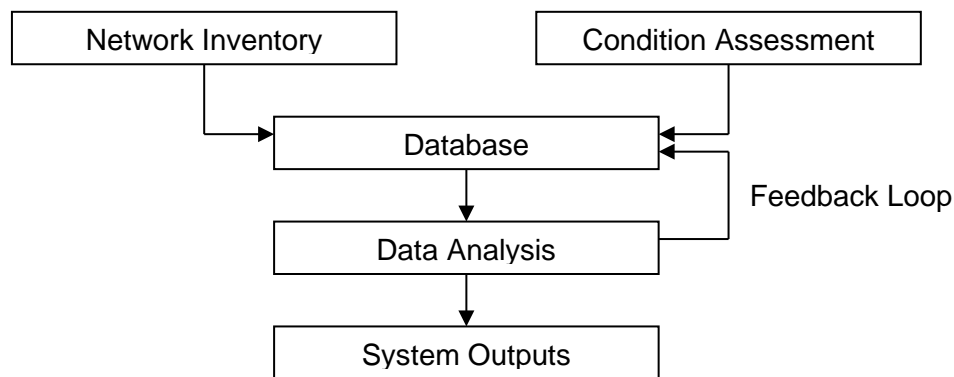 Network Inventory
Condition Assessment
Database
Feedback Loop
Data Analysis
System Outputs